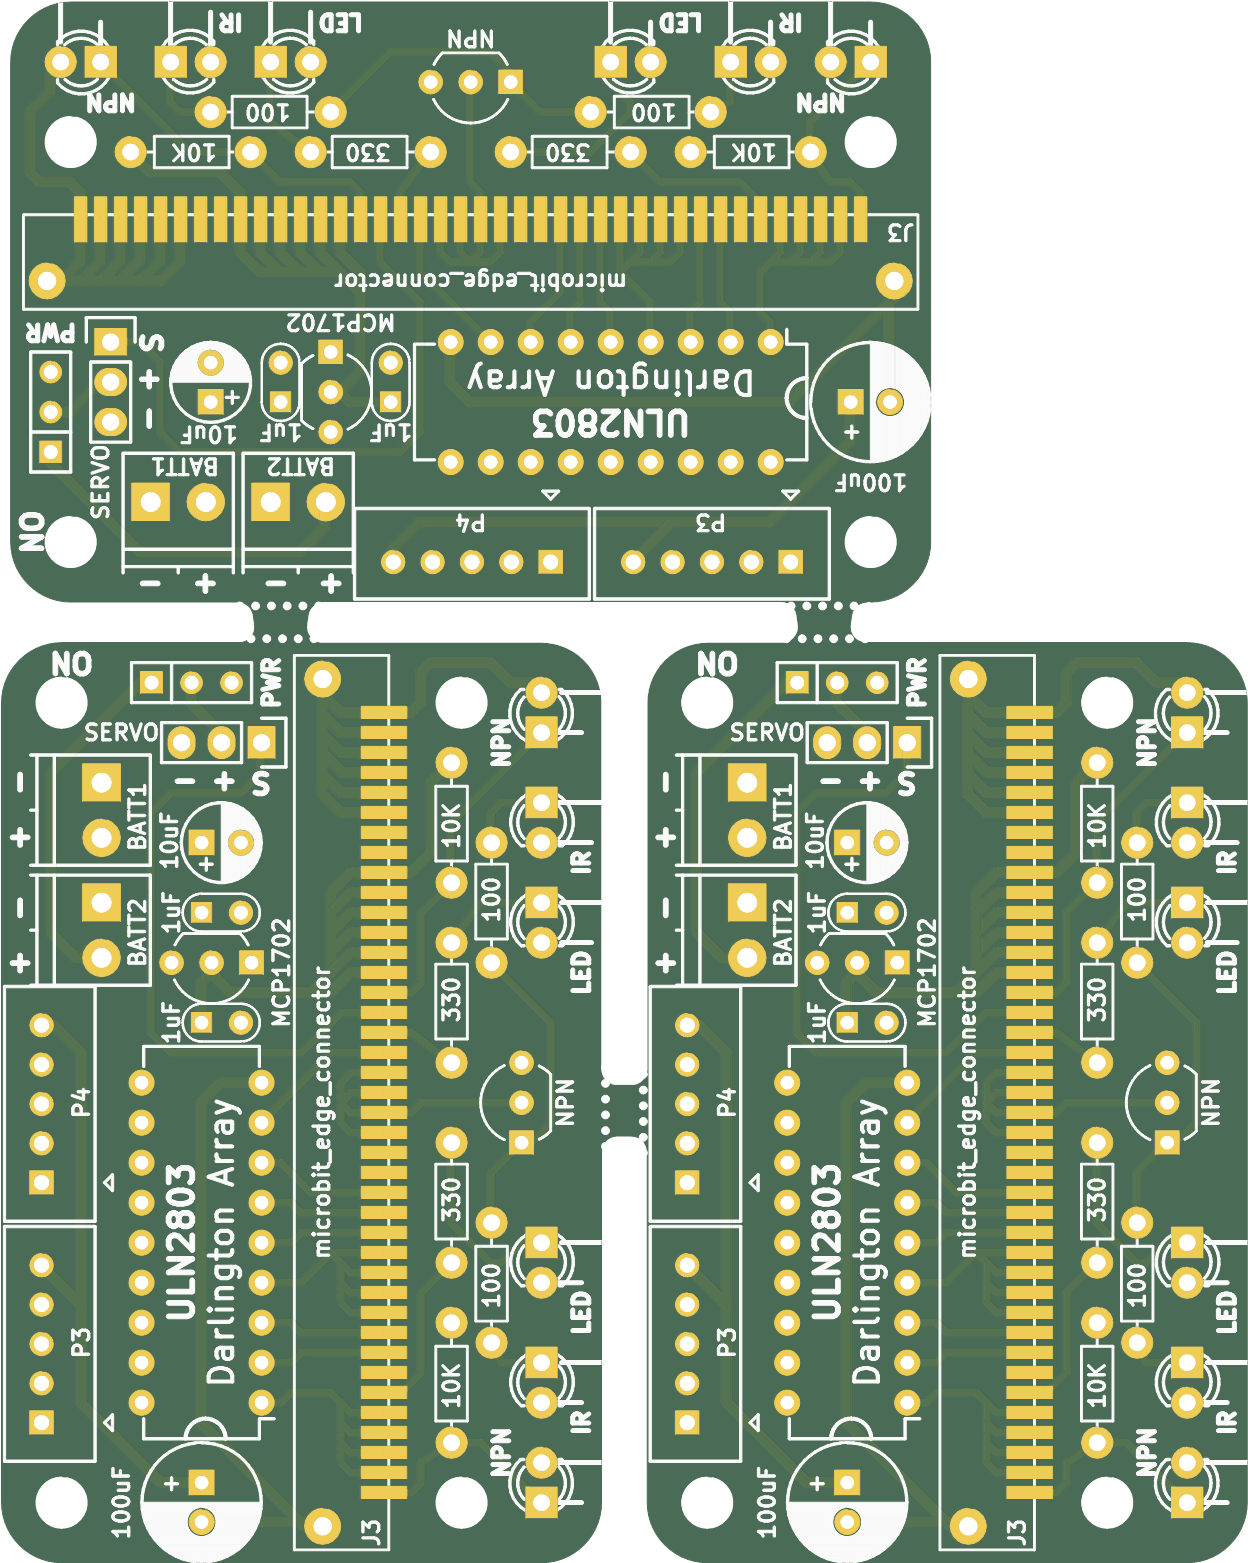 IR
LED
LED
IR
NPN
NPN
100
100
NPN
NPN
10K
330
330
10K
J3
microbit_edge_connector
MCP1702
PWR
S
+
-
Darlington Array
ULN2803
+
10uF
1uF
1uF
+
100uF
SERVO
BATT1
BATT2
P4
P3
ON
-
+
-
+
ON
PWR
SERVO
-
+
S
NPN
-
+
BATT1
10uF
+
10K
100
IR
-
+
BATT2
1uF
MCP1702
1uF
LED
330
microbit_edge_connector
P4
NPN
ULN2803
Darlington Array
330
P3
100
LED
10K
IR
NPN
+
100uF
J3
ON
PWR
SERVO
-
+
S
NPN
-
+
BATT1
10uF
+
10K
100
IR
-
+
BATT2
1uF
MCP1702
1uF
LED
330
microbit_edge_connector
P4
NPN
ULN2803
Darlington Array
330
P3
100
LED
10K
IR
NPN
+
100uF
J3